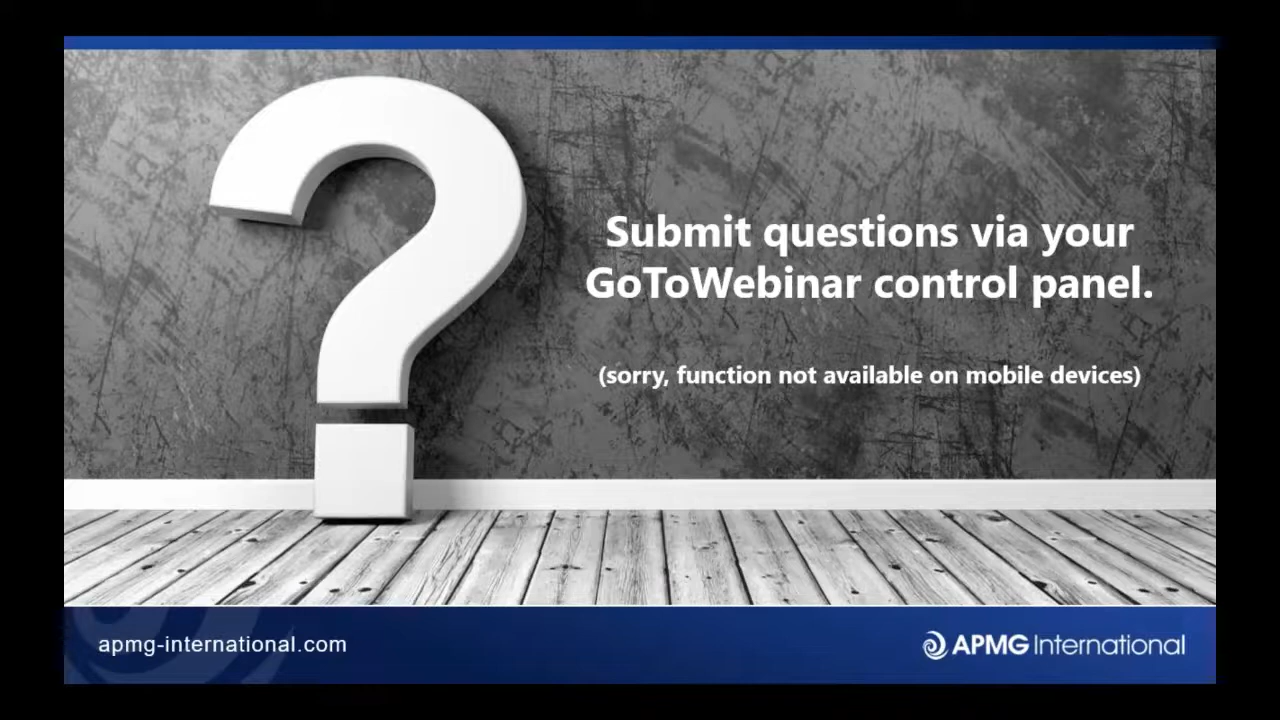 Submit questions via your
GoToWebinar control panel.
(sorry, function not available on mobile devices)
apmg-international.com
APMG International